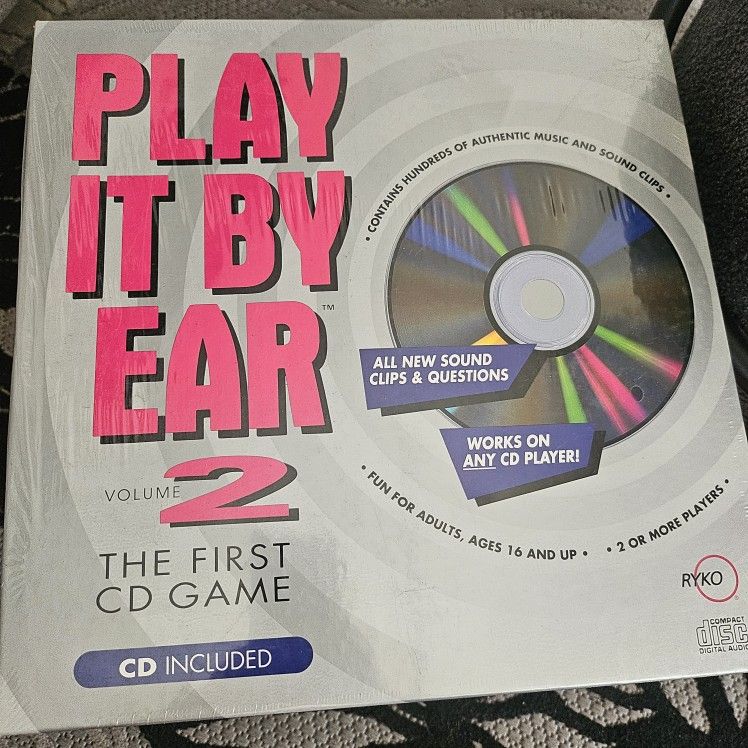 PLAY
IT BY
EAR™
VOLUME 2
THE FIRST
CD GAME
CD INCLUDED
• CONTAINS HUNDREDS OF AUTHENTIC MUSIC AND SOUND CLIPS •
ALL NEW SOUND
CLIPS & QUESTIONS
WORKS ON
ANY CD PLAYER!
• FUN FOR ADULTS, AGES 16 AND UP •
• 2 OR MORE PLAYERS •
RYKO®
COMPACT
disc
DIGITAL AUDIO